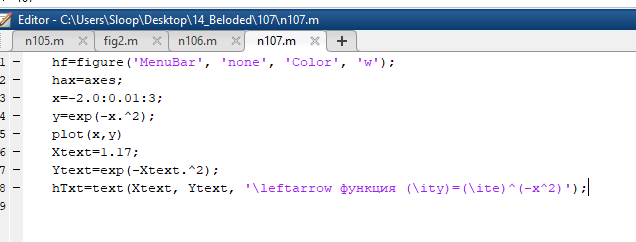 Editor - C:\Users\Sloop\Desktop\14_Beloded\107\n107.m
n105.m × fig2.m × n106.m × n107.m × +
1 - hf=figure('MenuBar', 'none', 'Color', 'w');
2 - hax=axes;
3 - x=-2.0:0.01:3;
4 - y=exp(-x.^2);
5 - plot(x,y)
6 - Xtext=1.17;
7 - Ytext=exp(-Xtext.^2);
8 - hTxt=text(Xtext, Ytext, '\leftarrow функция (\ity)=(\ite)^(-x^2)');
9